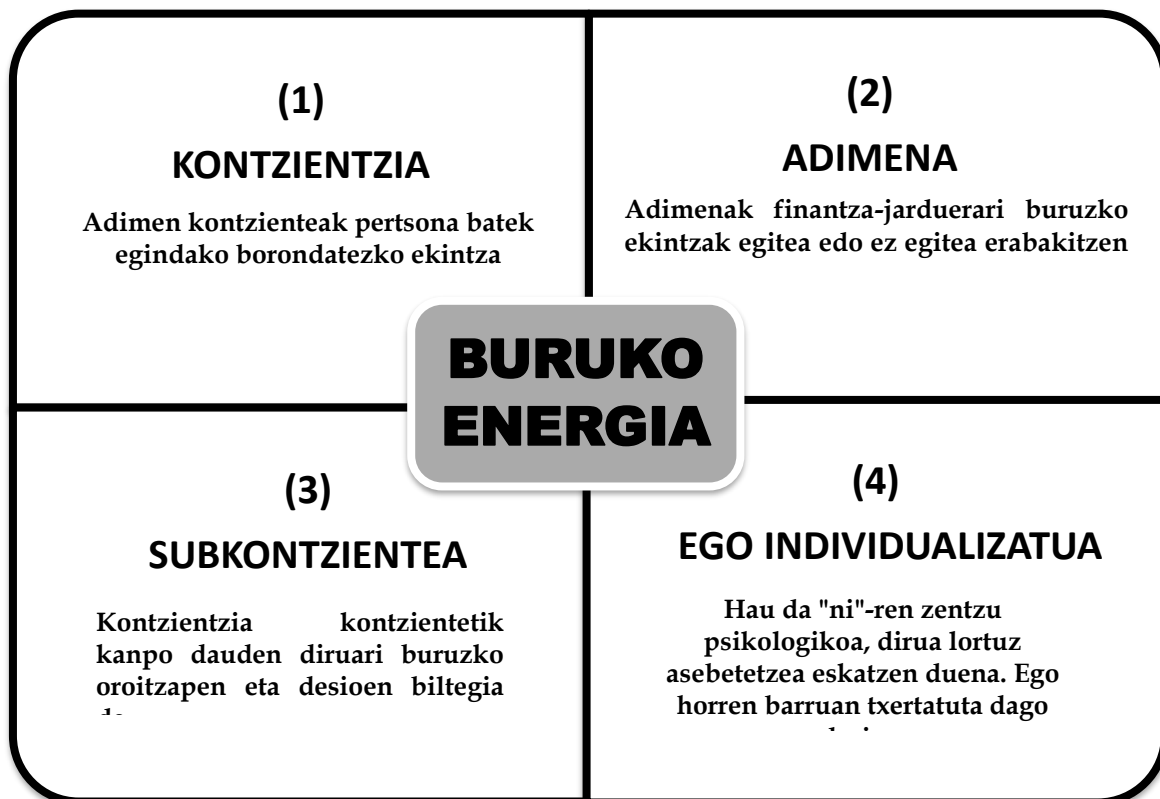 (1)
KONTZIENTZIA
Adimen kontzienteak pertsona batek
egindako borondatezko ekintza
(2)
ADIMENA
Adimenak finantza-jarduerari buruzko
ekintzak egitea edo ez egitea erabakitzen
BURUKO
ENERGIA
(3)
SUBKONTZIENTEA
Kontzientzia kontzientetik
kanpo dauden diruari buruzko
oroitzapen eta desioen biltegia
(4)
EGO INDIVIDUALIZATUA
Hau da "ni"-ren zentzu
psikologikoa, dirua lortuz
asebetetzea eskatzen duena. Ego
horren barruan txertatuta dago